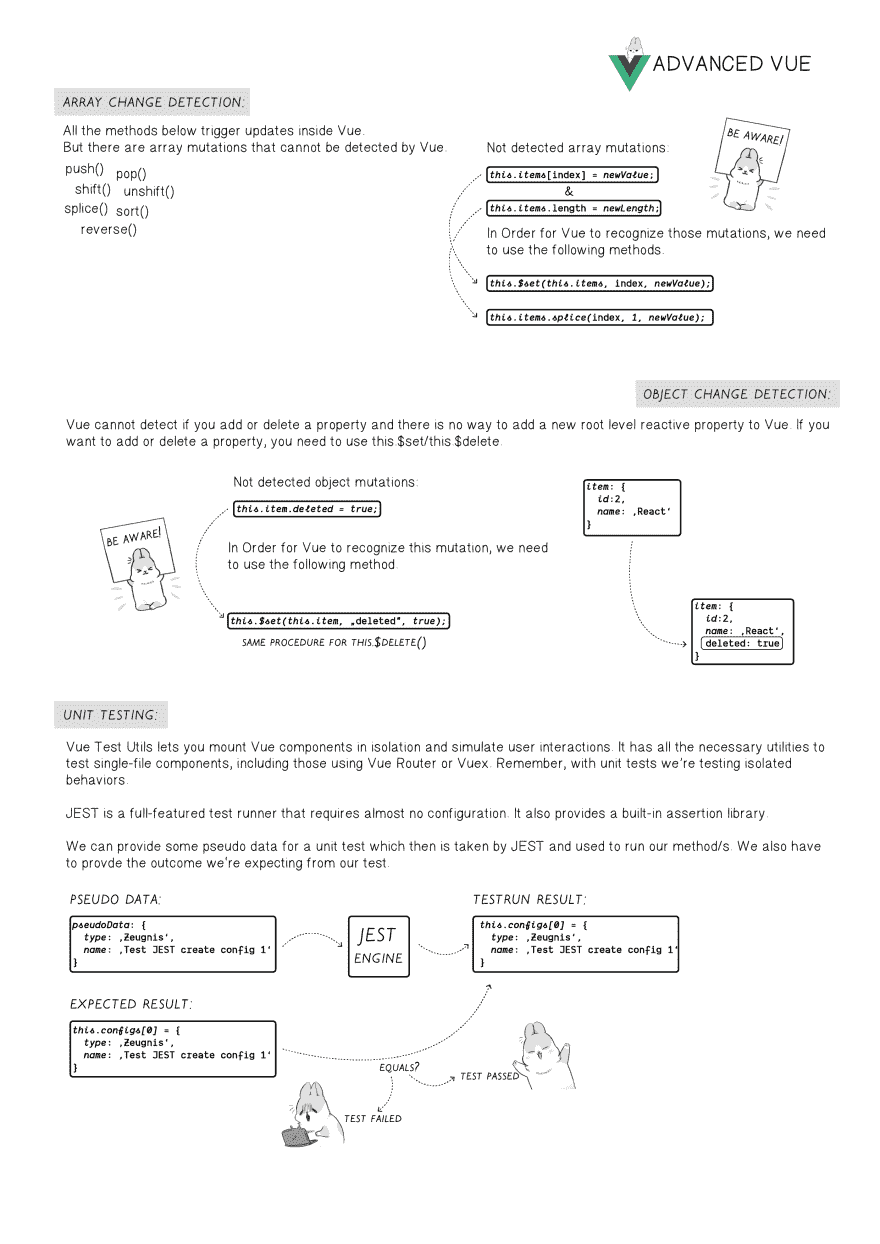 ADVANCED VUE
ARRAY CHANGE DETECTION:
All the methods below trigger updates inside Vue.
But there are array mutations that cannot be detected by Vue.
push() pop()
shift() unshift()
splice() sort()
reverse()
Not detected array mutations:
BE AWARE!
this.items[index] = newValue;
&
this.items.length = newLength;
In Order for Vue to recognize those mutations, we need
to use the following methods.
this.$set(this.items, index, newValue);
this.items.splice(index, 1, newValue);
OBJECT CHANGE DETECTION:
Vue cannot detect if you add or delete a property and there is no way to add a new root level reactive property to Vue. If you
want to add or delete a property, you need to use this.$set/this.$delete.
Not detected object mutations:
this.item.deleted = true;
BE AWARE!
In Order for Vue to recognize this mutation, we need
to use the following method.
this.$set(this.item, „deleted”, true);
SAME PROCEDURE FOR THIS.$DELETE()
item: {
id:2,
name: ‚React‘
}
item: {
id:2,
name: ‚React‘,
deleted: true
}
UNIT TESTING:
Vue Test Utils lets you mount Vue components in isolation and simulate user interactions. It has all the necessary utilities to
test single-file components, including those using Vue Router or Vuex. Remember, with unit tests we're testing isolated
behaviors.
JEST is a full-featured test runner that requires almost no configuration. It also provides a built-in assertion library.
We can provide some pseudo data for a unit test which then is taken by JEST and used to run our method/s. We also have
to provde the outcome we're expecting from our test.
PSEUDO DATA:
pseudoData: {
type: ‚Zeugnis‘,
name: ‚Test JEST create config 1‘
}
JEST
ENGINE
TESTRUN RESULT:
this.configs[0] = {
type: ‚Zeugnis‘,
name: ‚Test JEST create config 1‘
}
EXPECTED RESULT:
this.configs[0] = {
type: ‚Zeugnis‘,
name: ‚Test JEST create config 1‘
}
EQUALS?
TEST PASSED
TEST FAILED